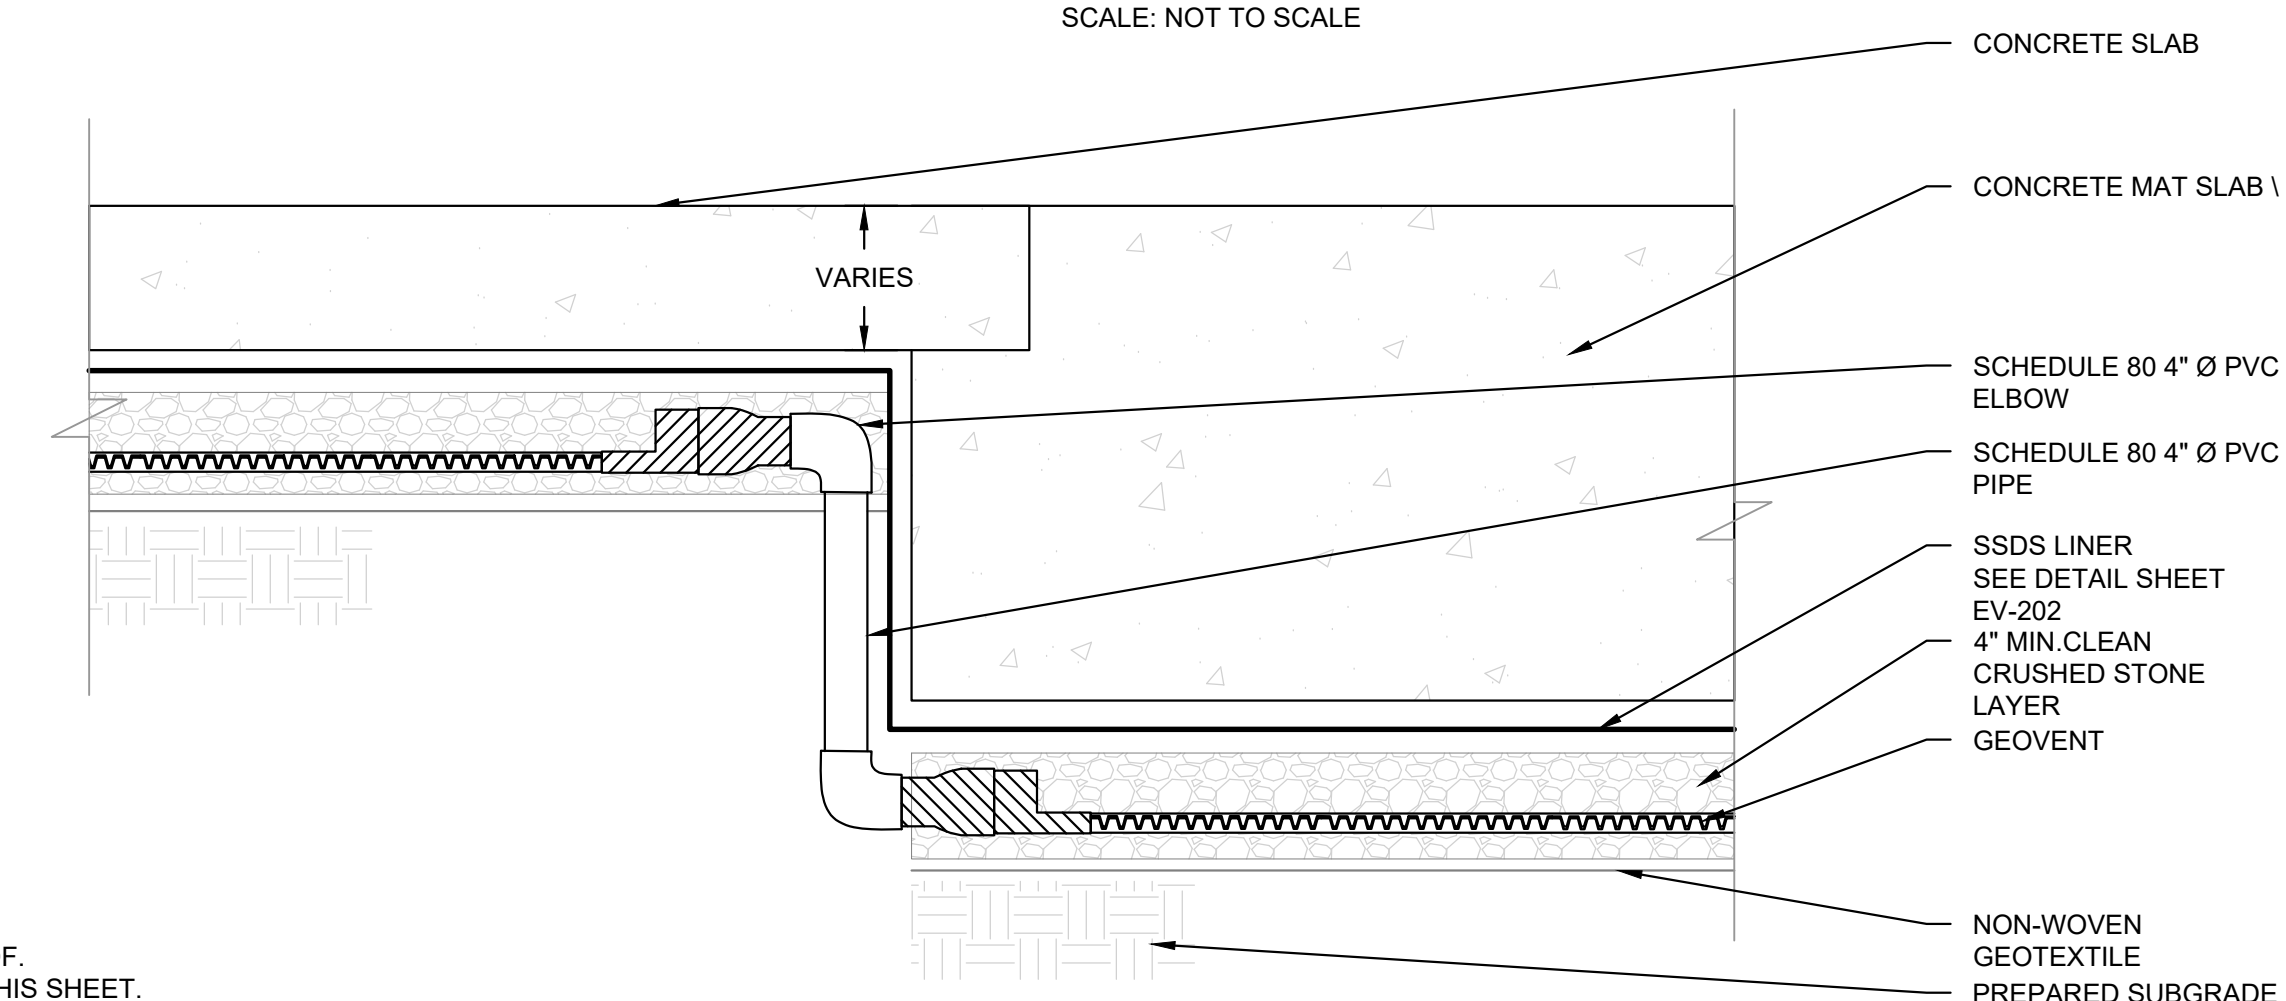 SCALE: NOT TO SCALE
CONCRETE SLAB
CONCRETE MAT SLAB \
VARIES
SCHEDULE 80 4" Ø PVC
ELBOW
SCHEDULE 80 4" Ø PVC
PIPE
SSDS LINER
SEE DETAIL SHEET
EV-202
4" MIN.CLEAN
CRUSHED STONE
LAYER
GEOVENT
NON-WOVEN
GEOTEXTILE
PREPARED SUBGRADE
F.
HIS SHEET.